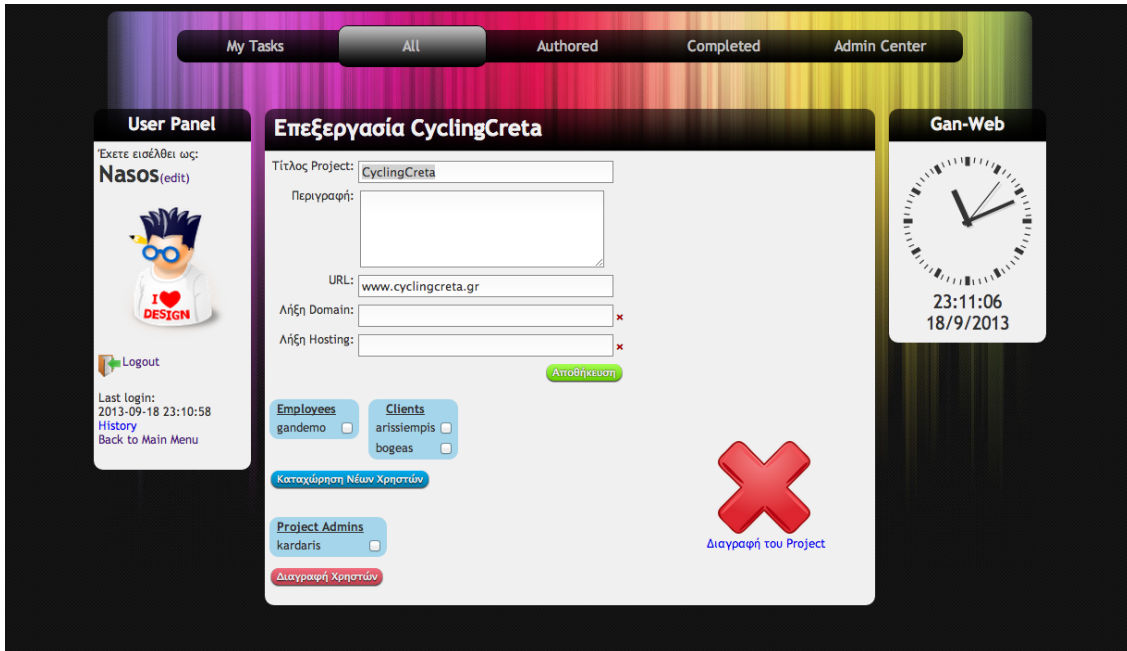 My Tasks All Authored Completed Admin Center
User Panel
Έχετε εισέλθει ως:
Nasos(edit)
I
DESIGN
Logout
Last login:
2013-09-18 23:10:58
History
Back to Main Menu
Επεξεργασία CyclingCreta
Τίτλος Project: CyclingCreta
Περιγραφή:
URL: www.cyclingcreta.gr
Λήξη Domain:
Λήξη Hosting:
Αποθήκευση
Employees
gandemo
Clients
arissiempis
bogeas
Καταχώρηση Νέων Χρηστών
Project Admins
kardaris
Διαγραφή Χρηστών
Διαγραφή του Project
Gan-Web
23:11:06
18/9/2013